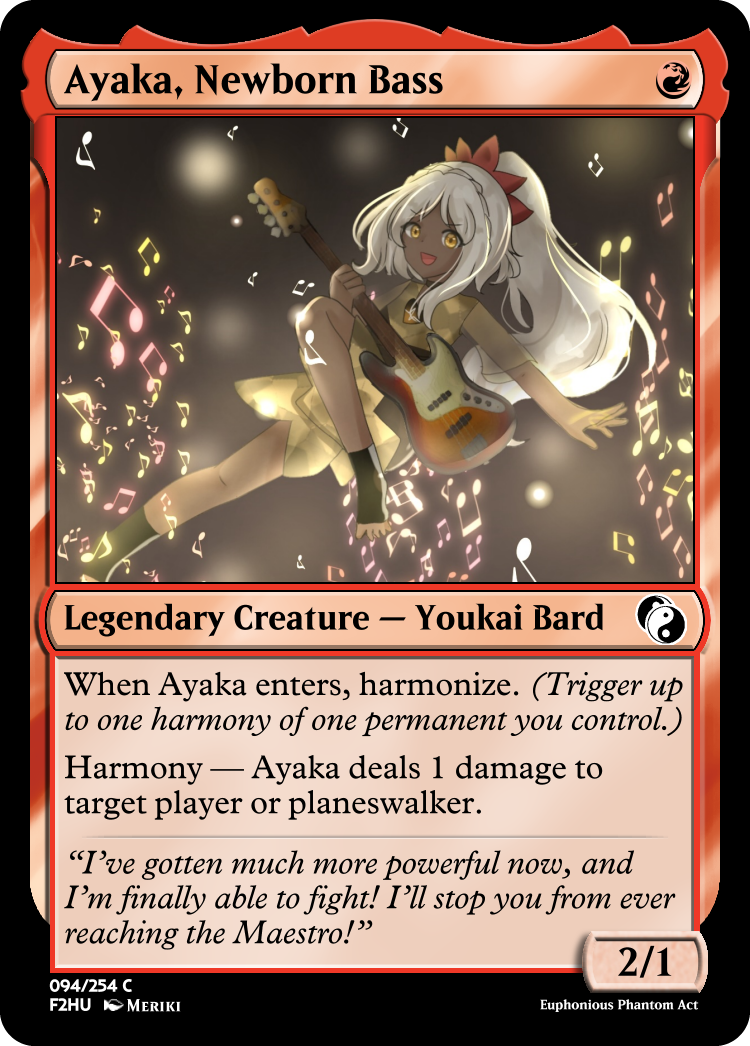 Ayaka, Newborn Bass
Legendary Creature — Youkai Bard
When Ayaka enters, harmonize. (Trigger up
to one harmony of one permanent you control.)
Harmony — Ayaka deals 1 damage to
target player or planeswalker.
“I’ve gotten much more powerful now, and
I’m finally able to fight! I’ll stop you from ever
reaching the Maestro!”
2/1
094/254 C
F2HU MERIKI
Euphonious Phantom Act